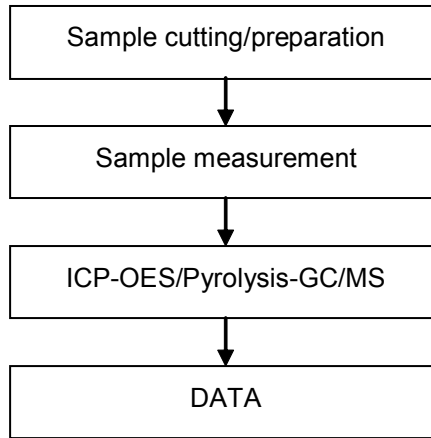 Sample cutting/preparation
Sample measurement
ICP-OES/Pyrolysis-GC/MS
DATA